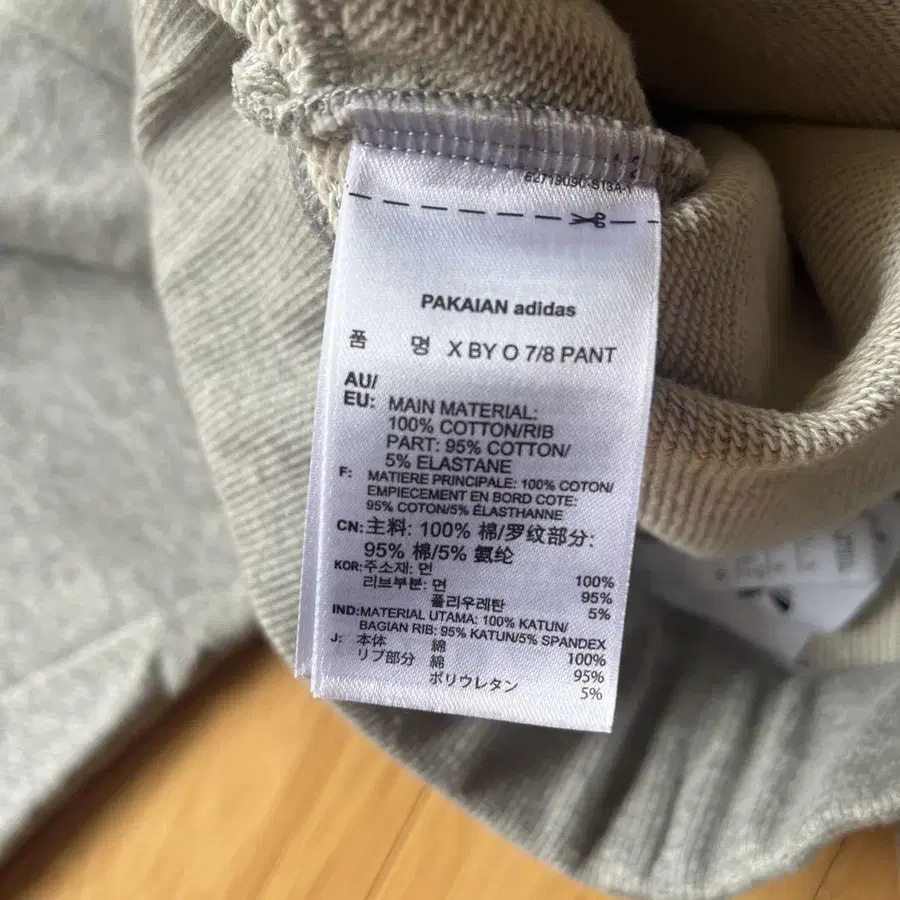 62719090-S13A-1
PAKAIAN adidas
품 명 X BY O 7/8 PANT
AU/
EU: MAIN MATERIAL:
100% COTTON/RIB
PART: 95% COTTON/
5% ELASTANE
F: MATIERE PRINCIPALE: 100% COTON/
EMPIECEMENT EN BORD COTE:
95% COTON/5% ÉLASTHANNE
CN: 主料: 100% 棉/罗纹部分:
95% 棉/5% 氨纶
KOR: 주소재: 면 100%
리브부분: 면 95%
폴리우레탄 5%
IND: MATERIAL UTAMA: 100% KATUN/
BAGIAN RIB: 95% KATUN/5% SPANDEX
J: 本体 綿 100%
リブ部分 綿 95%
ポリウレタン 5%